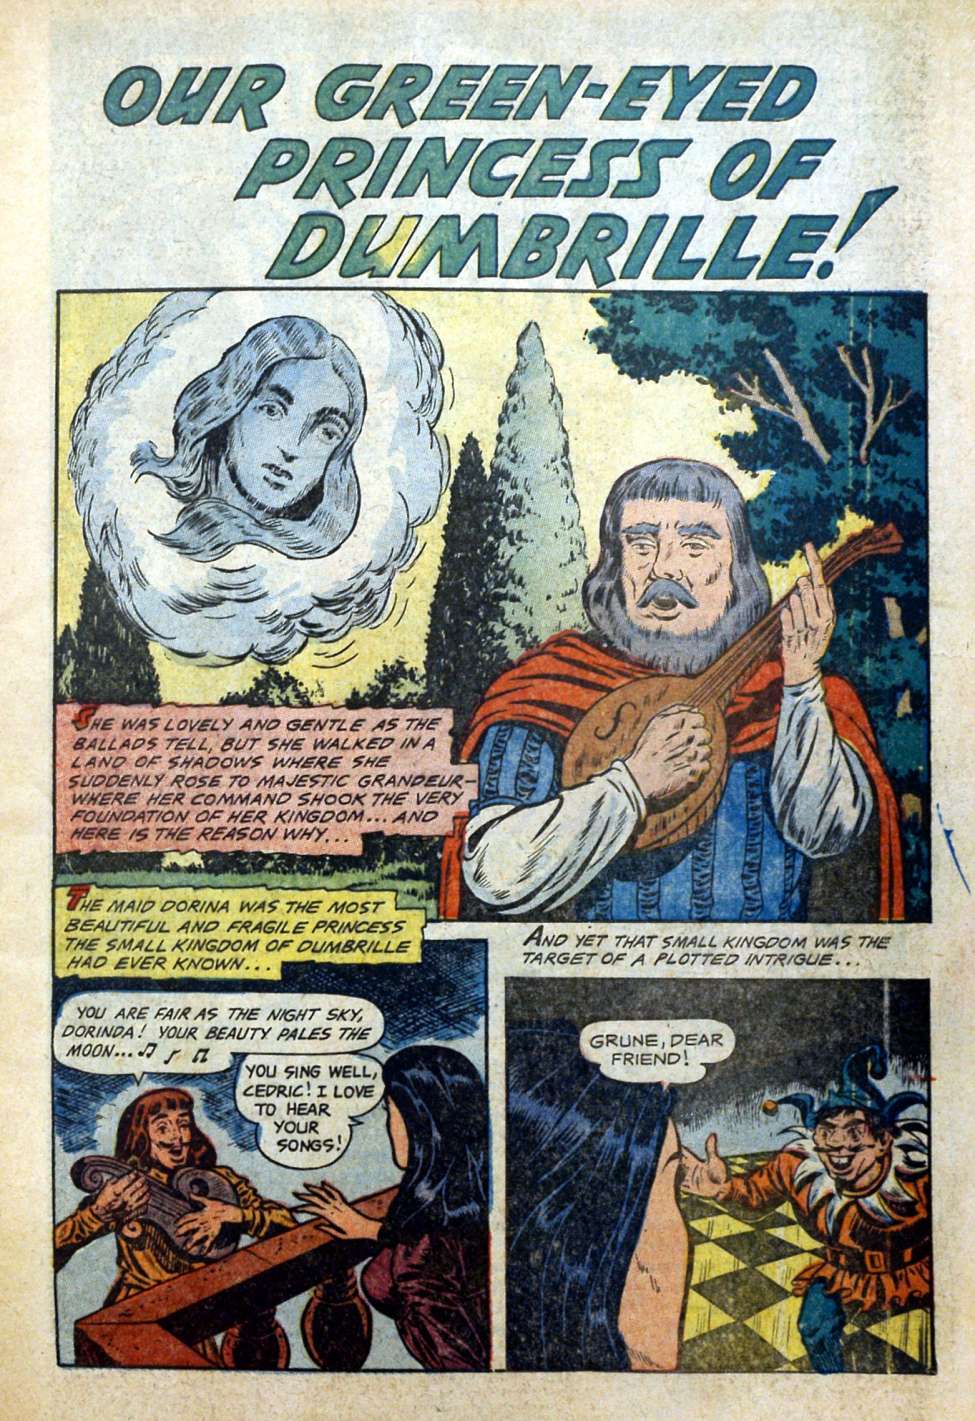 OUR GREEN-EYED
PRINCESS OF
DUMBRILLE!
SHE WAS LOVELY AND GENTLE AS THE
BALLADS TELL, BUT SHE WALKED IN A
LAND OF SHADOWS WHERE SHE
SUDDENLY ROSE TO MAJESTIC GRANDEUR—
WHERE HER COMMAND SHOOK THE VERY
FOUNDATION OF HER KINGDOM... AND
HERE IS THE REASON WHY...
THE MAID DORINA WAS THE MOST
BEAUTIFUL AND FRAGILE PRINCESS
THE SMALL KINGDOM OF DUMBRILLE
HAD EVER KNOWN...
YOU ARE FAIR AS THE NIGHT SKY,
DORINDA! YOUR BEAUTY PALES THE
MOON...
YOU SING WELL,
CEDRIC! I LOVE
TO HEAR
YOUR
SONGS!
AND YET THAT SMALL KINGDOM WAS THE
TARGET OF A PLOTTED INTRIGUE...
GRUNE, DEAR
FRIEND!